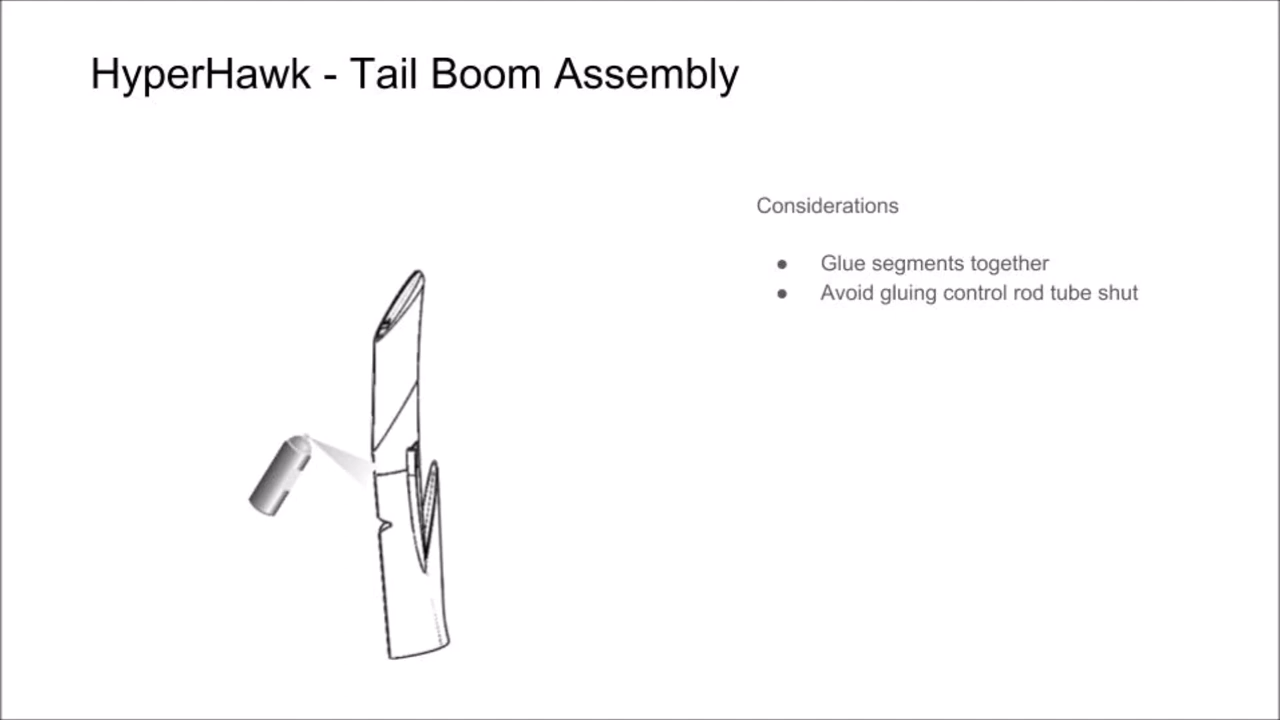 HyperHawk - Tail Boom Assembly
Considerations
● Glue segments together
● Avoid gluing control rod tube shut